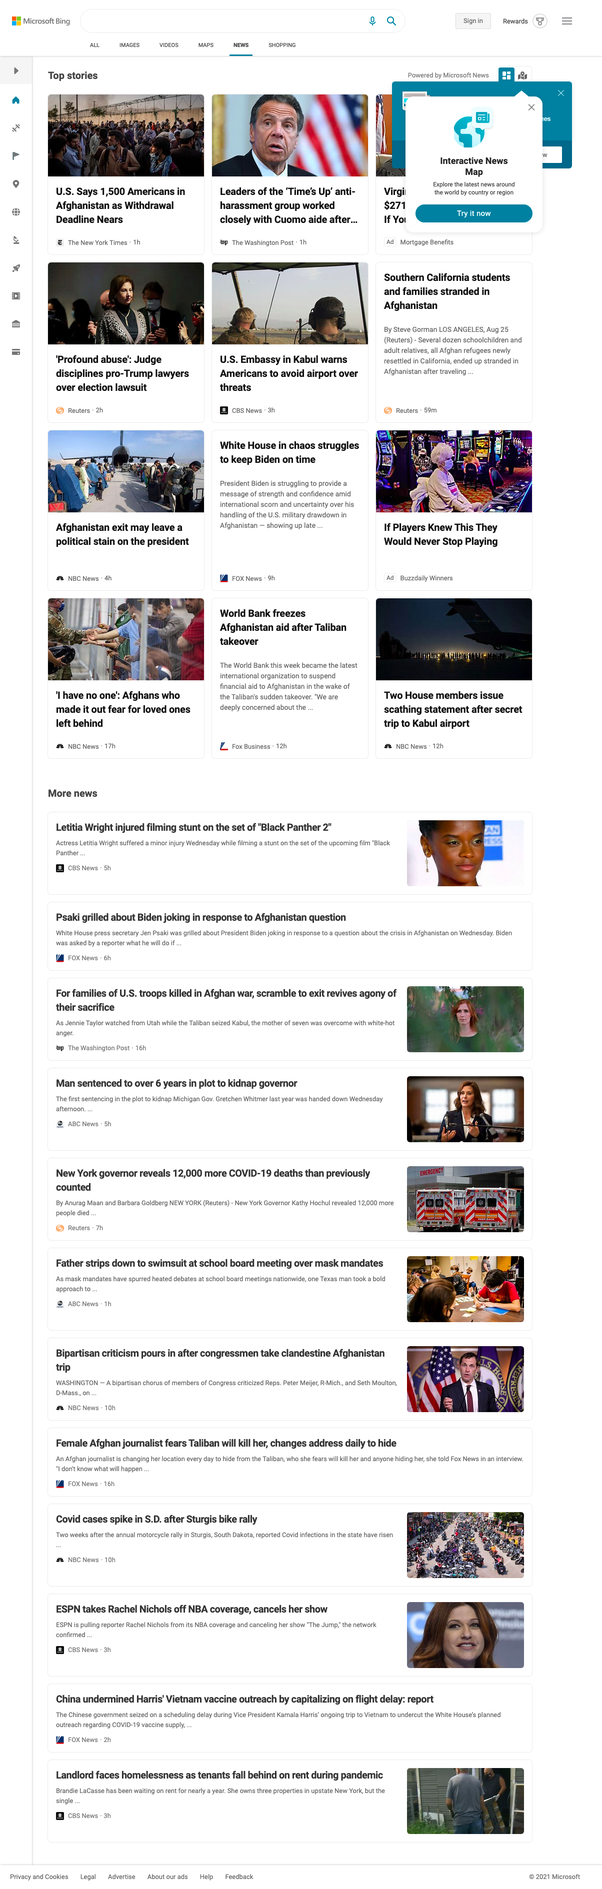 Microsoft Bing
Sign in
Rewards
ALL
IMAGES
VIDEOS
MAPS
NEWS
SHOPPING
Top stories
Powered by Microsoft News
Interactive News
Map
Explore the latest news around
the world by country or region
Try it now
U.S. Says 1,500 Americans in
Afghanistan as Withdrawal
Deadline Nears
The New York Times · 1h
Leaders of the 'Time's Up' anti-
harassment group worked
closely with Cuomo aide after...
The Washington Post · 1h
$271
If You
Ad Mortgage Benefits
'Profound abuse': Judge
disciplines pro-Trump lawyers
over election lawsuit
Reuters · 2h
U.S. Embassy in Kabul warns
Americans to avoid airport over
threats
CBS News · 3h
Southern California students
and families stranded in
Afghanistan
By Steve Gorman LOS ANGELES, Aug 25
(Reuters) - Several dozen schoolchildren and
adult relatives, all Afghan refugees newly
resettled in California, ended up stranded in
Afghanistan after traveling ...
Reuters · 59m
Afghanistan exit may leave a
political stain on the president
NBC News · 4h
White House in chaos struggles
to keep Biden on time
President Biden is struggling to provide a
message of strength and confidence amid
international scorn and uncertainty over his
handling of the U.S. military drawdown in
Afghanistan — showing up late ...
FOX News · 9h
If Players Knew This They
Would Never Stop Playing
Ad Buzzdaily Winners
'I have no one': Afghans who
made it out fear for loved ones
left behind
NBC News · 17h
World Bank freezes
Afghanistan aid after Taliban
takeover
The World Bank this week became the latest
international organization to suspend
financial aid to Afghanistan in the wake of
the Taliban's sudden takeover. "We are
deeply concerned about the ...
Fox Business · 12h
Two House members issue
scathing statement after secret
trip to Kabul airport
NBC News · 12h
More news
Letitia Wright injured filming stunt on the set of "Black Panther 2"
Actress Letitia Wright suffered a minor injury Wednesday while filming a stunt on the set of the upcoming film "Black
Panther ...
CBS News · 5h
Psaki grilled about Biden joking in response to Afghanistan question
White House press secretary Jen Psaki was grilled about President Biden joking in response to a question about the crisis in Afghanistan on Wednesday. Biden
was asked by a reporter what he will do if ...
FOX News · 6h
For families of U.S. troops killed in Afghan war, scramble to exit revives agony of
their sacrifice
As Jennie Taylor watched from Utah while the Taliban seized Kabul, the mother of seven was overcome with white-hot
anger.
The Washington Post · 16h
Man sentenced to over 6 years in plot to kidnap governor
The first sentencing in the plot to kidnap Michigan Gov. Gretchen Whitmer last year was handed down Wednesday
afternoon. ...
ABC News · 5h
New York governor reveals 12,000 more COVID-19 deaths than previously
counted
By Anurag Maan and Barbara Goldberg NEW YORK (Reuters) - New York Governor Kathy Hochul revealed 12,000 more
people died ...
Reuters · 7h
Father strips down to swimsuit at school board meeting over mask mandates
As mask mandates have spurred heated debates at school board meetings nationwide, one Texas man took a bold
approach to ...
ABC News · 1h
Bipartisan criticism pours in after congressmen take clandestine Afghanistan
trip
WASHINGTON — A bipartisan chorus of members of Congress criticized Reps. Peter Meijer, R-Mich., and Seth Moulton,
D-Mass., on ...
NBC News · 10h
Female Afghan journalist fears Taliban will kill her, changes address daily to hide
An Afghan journalist is changing her location every day to hide from the Taliban, who she fears will kill her and anyone hiding her, she told Fox News in an interview.
"I don't know what will happen ...
FOX News · 16h
Covid cases spike in S.D. after Sturgis bike rally
Two weeks after the annual motorcycle rally in Sturgis, South Dakota, reported Covid infections in the state have risen
...
NBC News · 10h
ESPN takes Rachel Nichols off NBA coverage, cancels her show
ESPN is pulling reporter Rachel Nichols from its NBA coverage and canceling her show "The Jump," the network
confirmed ...
CBS News · 3h
China undermined Harris' Vietnam vaccine outreach by capitalizing on flight delay: report
The Chinese government seized on a scheduling delay during Vice President Kamala Harris' ongoing trip to Vietnam to undercut the White House's planned
outreach regarding COVID-19 vaccine supply, ...
FOX News · 2h
Landlord faces homelessness as tenants fall behind on rent during pandemic
Brandie LaCasse has been waiting on rent for nearly a year. She owns three properties in upstate New York, but the
single ...
CBS News · 3h
Privacy and Cookies
Legal
Advertise
About our ads
Help
Feedback
© 2021 Microsoft